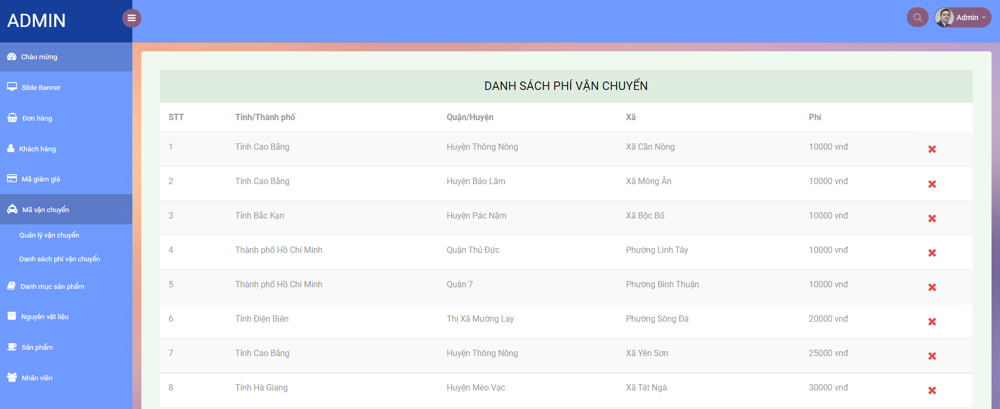 ADMIN
Admin
Chào mừng
Slide Banner
Đơn hàng
Khách hàng
Mã giảm giá
Mã vận chuyển
Quản lý vận chuyển
Danh sách phí vận chuyển
Danh mục sản phẩm
Nguyên vật liệu
Sản phẩm
Nhân viên
DANH SÁCH PHÍ VẬN CHUYỂN
STT Tỉnh/Thành phố Quận/Huyện Xã Phí
1 Tỉnh Cao Bằng Huyện Thông Nông Xã Cần Nông 10000 vnđ
2 Tỉnh Cao Bằng Huyện Bảo Lâm Xã Mông Ân 10000 vnđ
3 Tỉnh Bắc Kạn Huyện Pác Nặm Xã Bộc Bố 10000 vnđ
4 Thành phố Hồ Chí Minh Quận Thủ Đức Phường Linh Tây 10000 vnđ
5 Thành phố Hồ Chí Minh Quận 7 Phường Bình Thuận 10000 vnđ
6 Tỉnh Điện Biên Thị Xã Mường Lay Phường Sông Đà 20000 vnđ
7 Tỉnh Cao Bằng Huyện Thông Nông Xã Yên Sơn 25000 vnđ
8 Tỉnh Hà Giang Huyện Mèo Vạc Xã Tát Ngà 30000 vnđ